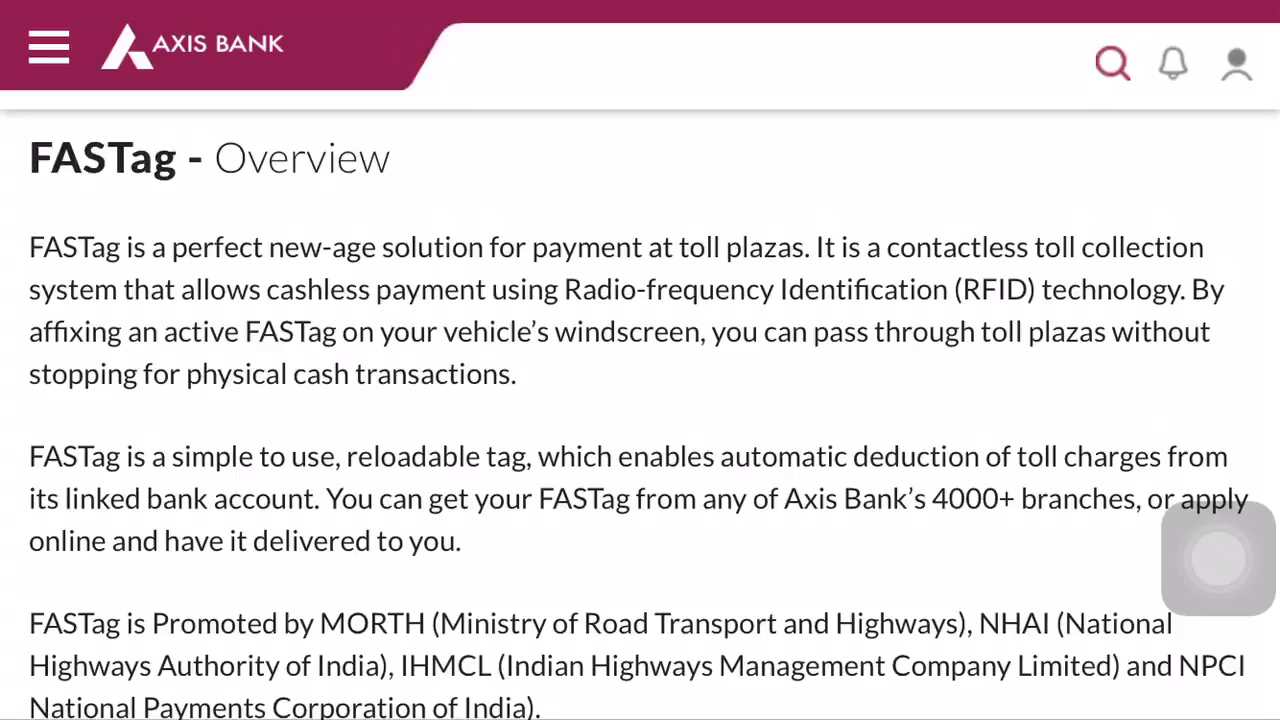 AXIS BANK
FASTag - Overview
FASTag is a perfect new-age solution for payment at toll plazas. It is a contactless toll collection
system that allows cashless payment using Radio-frequency Identification (RFID) technology. By
affixing an active FASTag on your vehicle’s windscreen, you can pass through toll plazas without
stopping for physical cash transactions.
FASTag is a simple to use, reloadable tag, which enables automatic deduction of toll charges from
its linked bank account. You can get your FASTag from any of Axis Bank’s 4000+ branches, or apply
online and have it delivered to you.
FASTag is Promoted by MORTH (Ministry of Road Transport and Highways), NHAI (National
Highways Authority of India), IHMCL (Indian Highways Management Company Limited) and NPCI
National Payments Corporation of India).